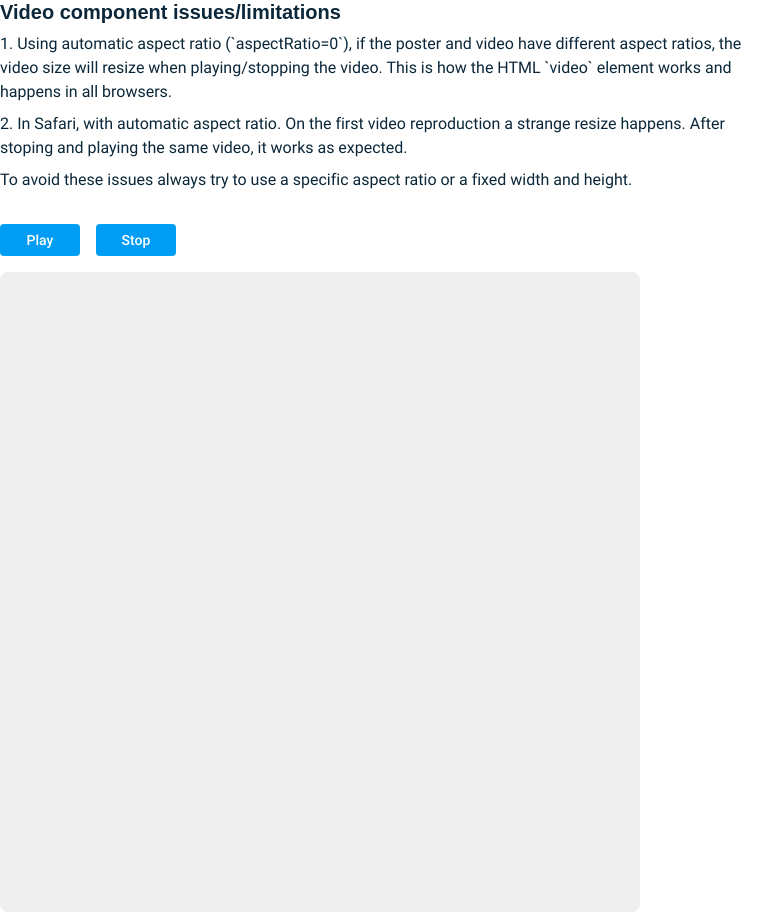 Video component issues/limitations
1. Using automatic aspect ratio (`aspectRatio=0`), if the poster and video have different aspect ratios, the
video size will resize when playing/stopping the video. This is how the HTML `video` element works and
happens in all browsers.
2. In Safari, with automatic aspect ratio. On the first video reproduction a strange resize happens. After
stoping and playing the same video, it works as expected.
To avoid these issues always try to use a specific aspect ratio or a fixed width and height.
Play Stop